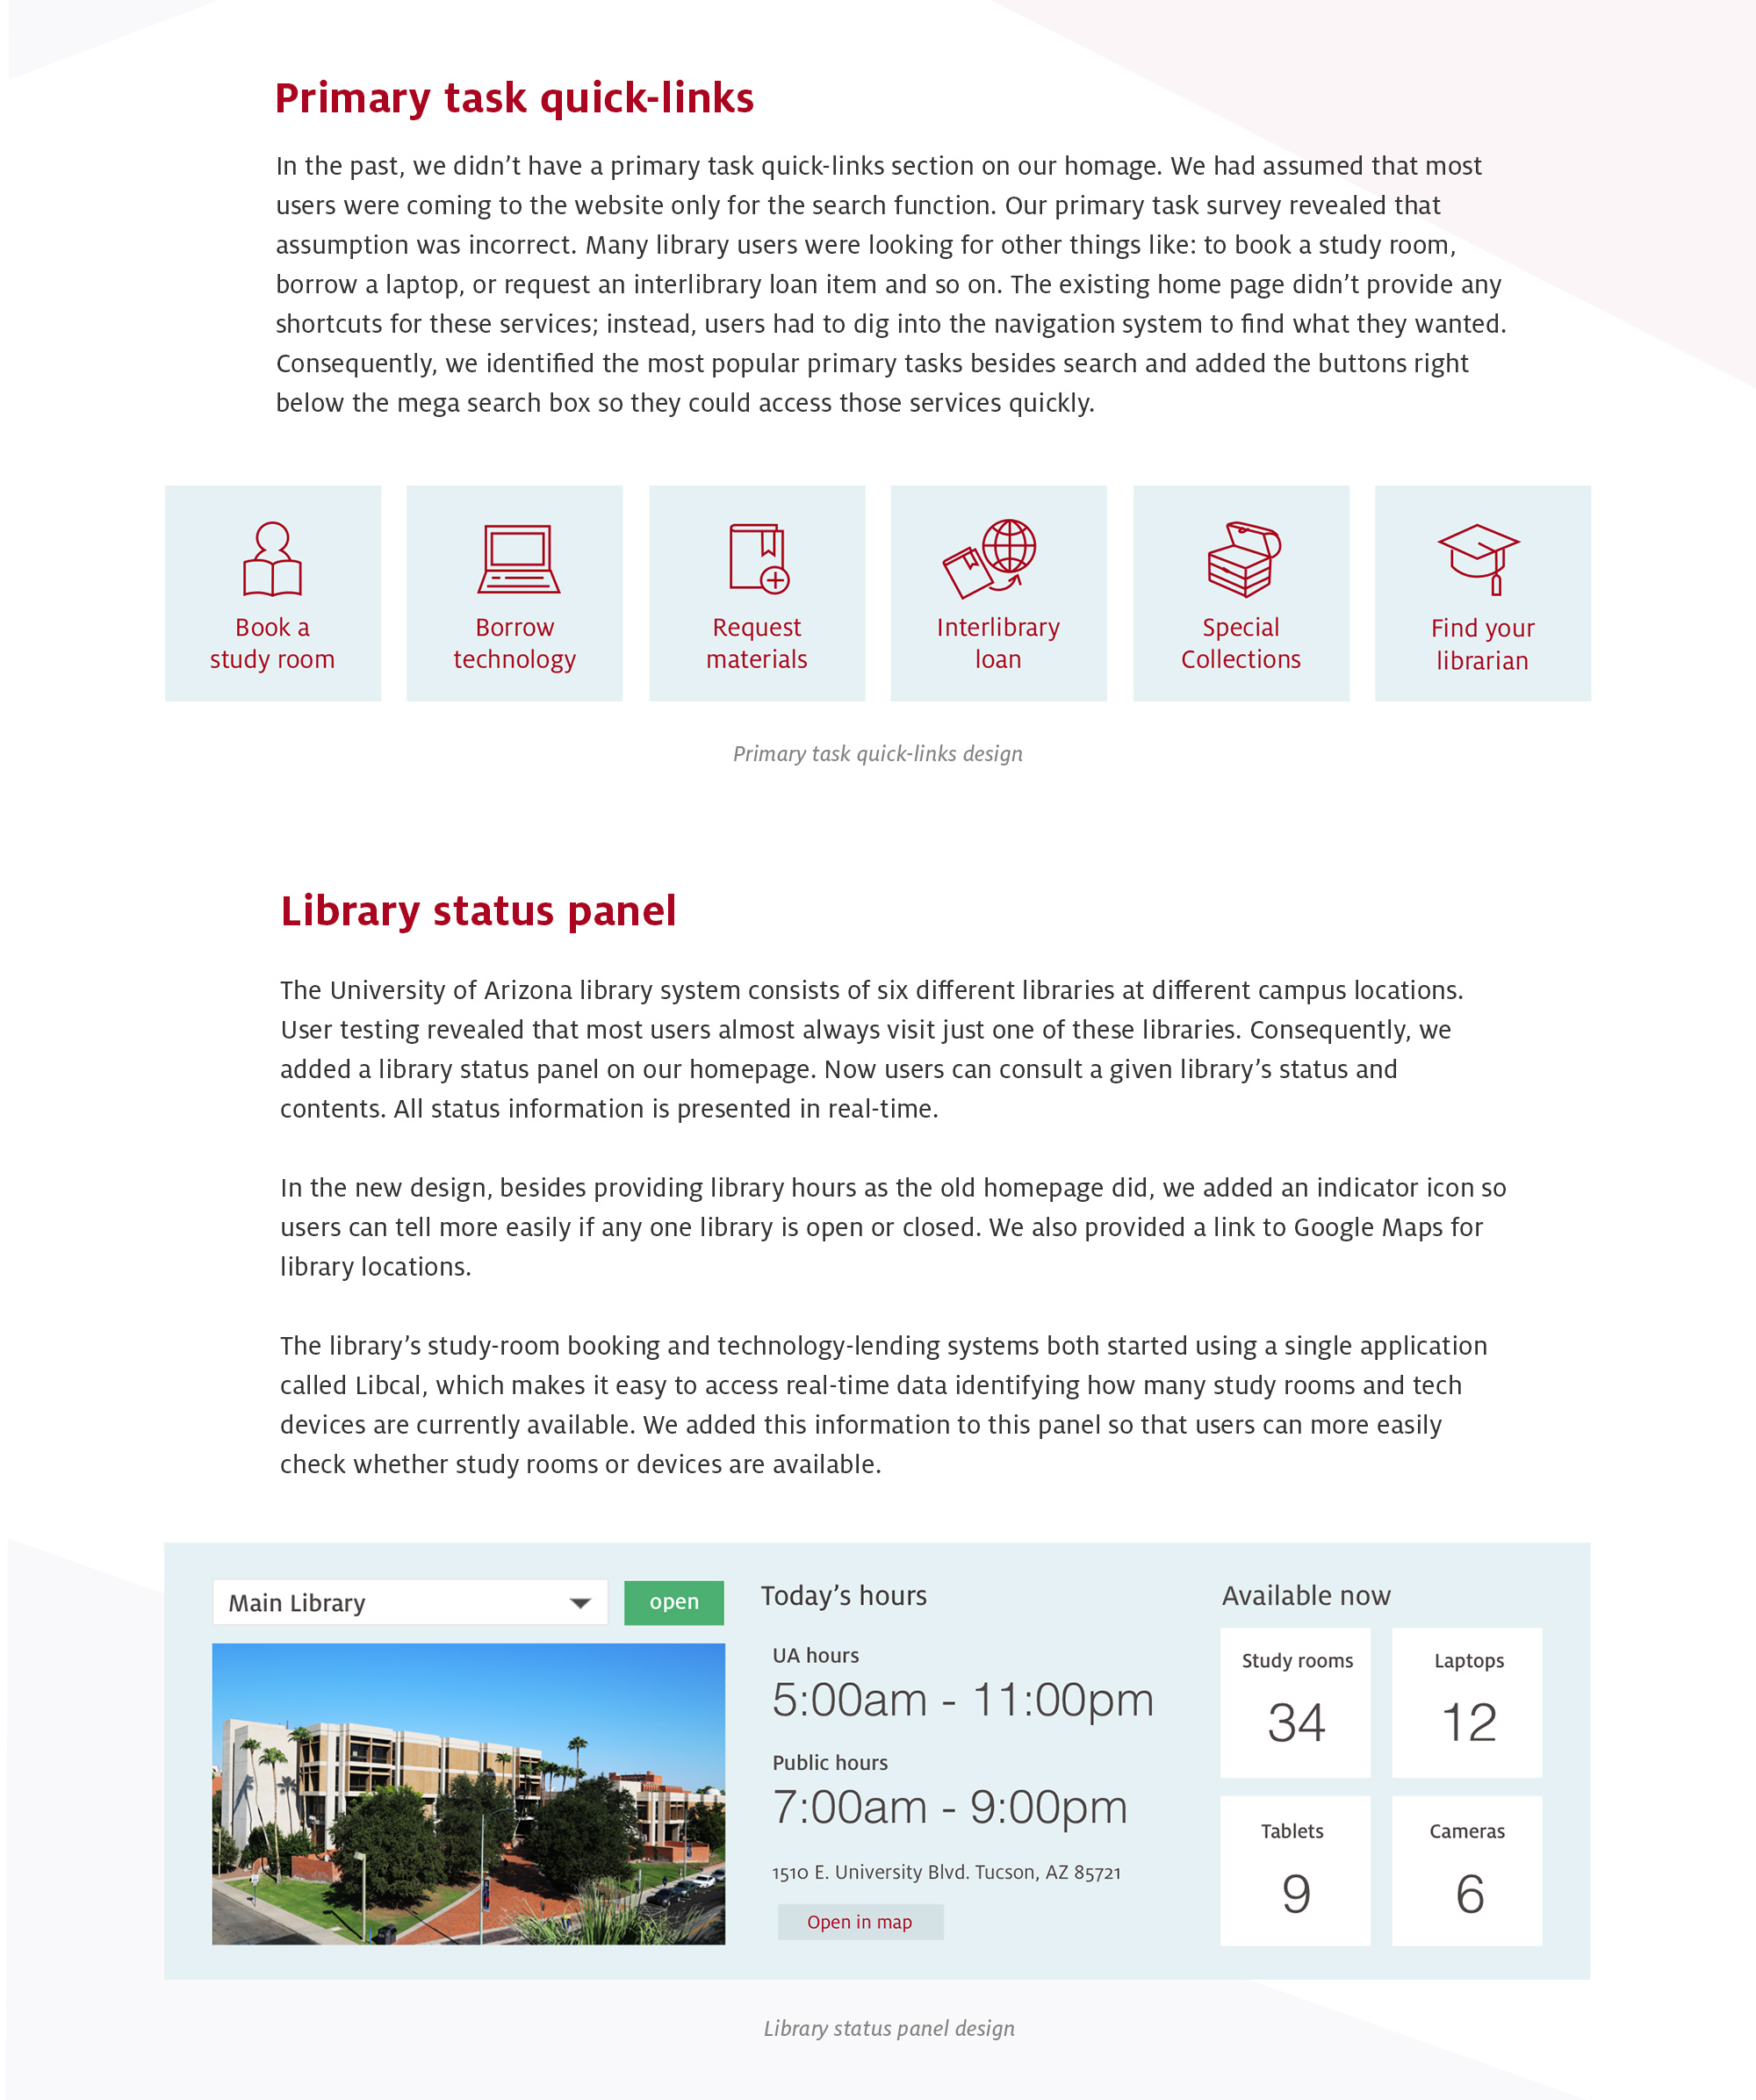 Primary task quick-links
In the past, we didn’t have a primary task quick-links section on our homage. We had assumed that most
users were coming to the website only for the search function. Our primary task survey revealed that
assumption was incorrect. Many library users were looking for other things like: to book a study room,
borrow a laptop, or request an interlibrary loan item and so on. The existing home page didn’t provide any
shortcuts for these services; instead, users had to dig into the navigation system to find what they wanted.
Consequently, we identified the most popular primary tasks besides search and added the buttons right
below the mega search box so they could access those services quickly.
Book a
study room
Borrow
technology
Request
materials
Interlibrary
loan
Special
Collections
Find your
librarian
Primary task quick-links design
Library status panel
The University of Arizona library system consists of six different libraries at different campus locations.
User testing revealed that most users almost always visit just one of these libraries. Consequently, we
added a library status panel on our homepage. Now users can consult a given library’s status and
contents. All status information is presented in real-time.
In the new design, besides providing library hours as the old homepage did, we added an indicator icon so
users can tell more easily if any one library is open or closed. We also provided a link to Google Maps for
library locations.
The library’s study-room booking and technology-lending systems both started using a single application
called Libcal, which makes it easy to access real-time data identifying how many study rooms and tech
devices are currently available. We added this information to this panel so that users can more easily
check whether study rooms or devices are available.
Main Library
open
Today’s hours
UA hours
5:00am - 11:00pm
Public hours
7:00am - 9:00pm
1510 E. University Blvd. Tucson, AZ 85721
Open in map
Available now
Study rooms
34
Laptops
12
Tablets
9
Cameras
6
Library status panel design